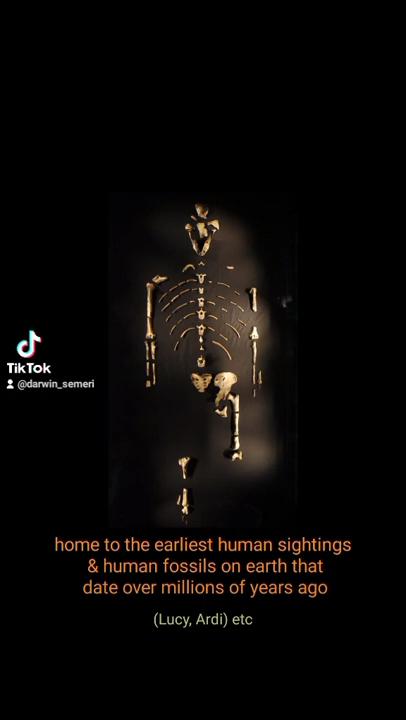 TikTok
@darwin_semeri
home to the earliest human sightings
& human fossils on earth that
date over millions of years ago
(Lucy, Ardi) etc